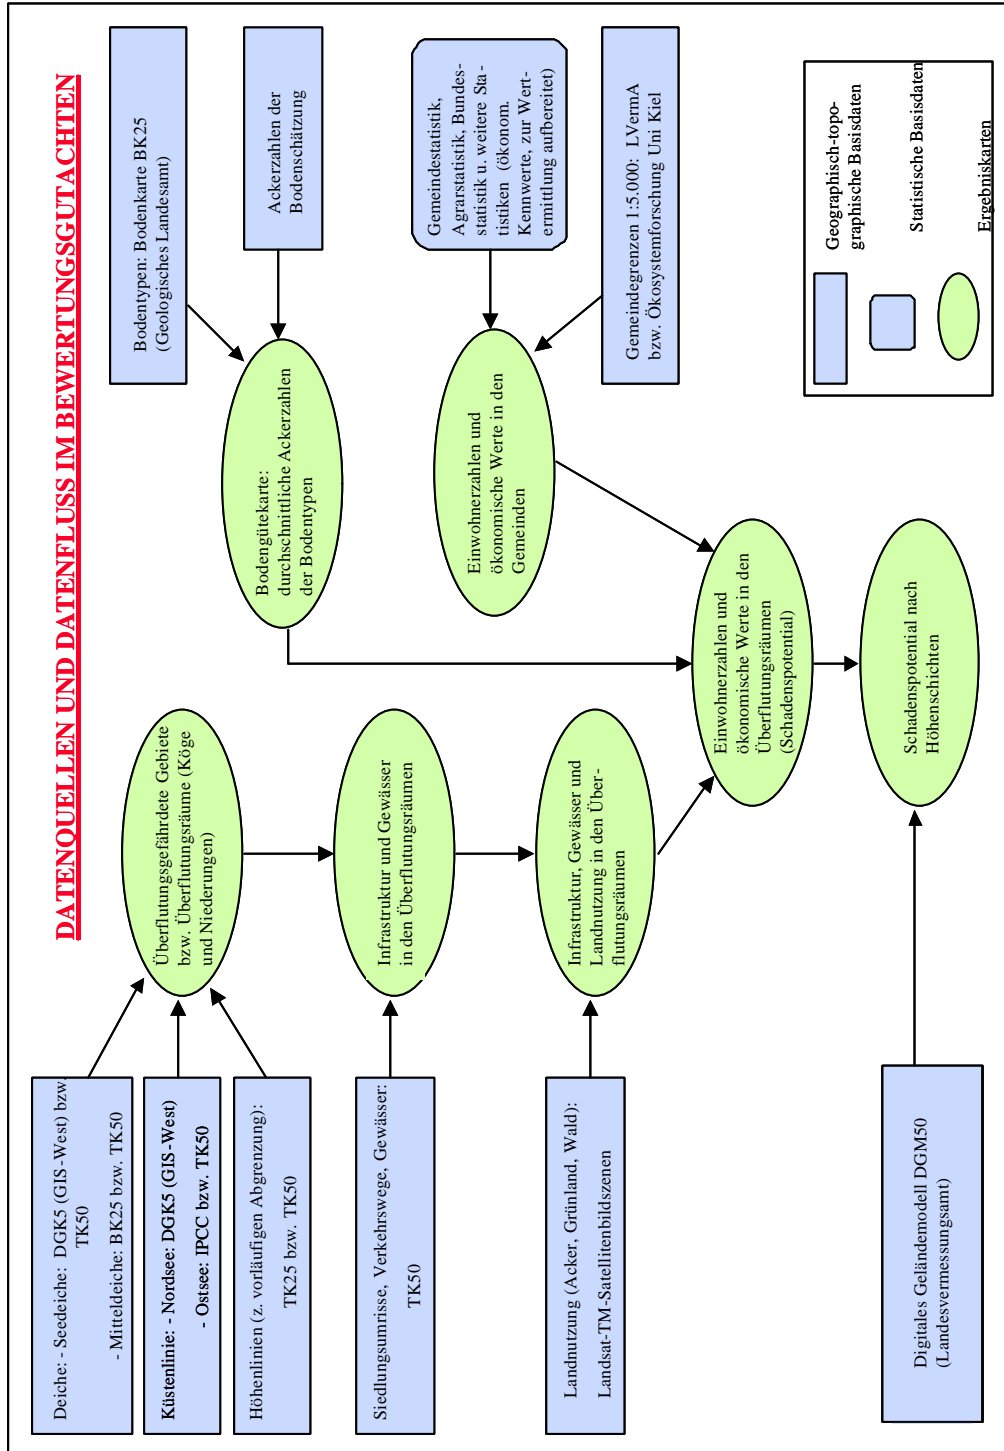 DATENQUELLEN UND DATENFLUSS IM BEWERTUNGSGUTACHTEN
Deiche: - Seedeiche: DGK5 (GIS-West) bzw.
TK50
- Mitteldeiche: BK25 bzw. TK50
Küstenlinie: - Nordsee: DGK5 (GIS-West)
- Ostsee: IPCC bzw. TK50
Höhenlinien (z. vorläufigen Abgrenzung):
TK25 bzw. TK50
Siedlungsumrisse, Verkehrswege, Gewässer:
TK50
Landnutzung (Acker, Grünland, Wald):
Landsat-TM-Satellitenbildszenen
Digitales Geländemodell DGM50
(Landesvermessungsamt)
Überflutungsgefährdete Gebiete
bzw. Überflutungsräume (Köge
und Niederungen)
Infrastruktur und Gewässer
in den Überflutungsräumen
Infrastruktur, Gewässer und
Landnutzung in den Über-
flutungsräumen
Einwohnerzahlen und
ökonomische Werte in den
Überflutungsräumen
(Schadenspotential)
Schadenspotential nach
Höhenschichten
Bodengütekarte:
durchschnittliche Ackerzahlen
der Bodentypen
Einwohnerzahlen und
ökonomische Werte in den
Gemeinden
Bodentypen: Bodenkarte BK25
(Geologisches Landesamt)
Ackerzahlen der
Bodenschätzung
Gemeindestatistik,
Agrarstatistik, Bundes-
statistik u. weitere Sta-
tistiken (ökonom.
Kennwerte, zur Wert-
ermittlung aufbereitet)
Gemeindegrenzen 1:5.000: LVermA
bzw. Ökosystemforschung Uni Kiel
Geographisch-topo-
graphische Basisdaten
Statistische Basisdaten
Ergebniskarten